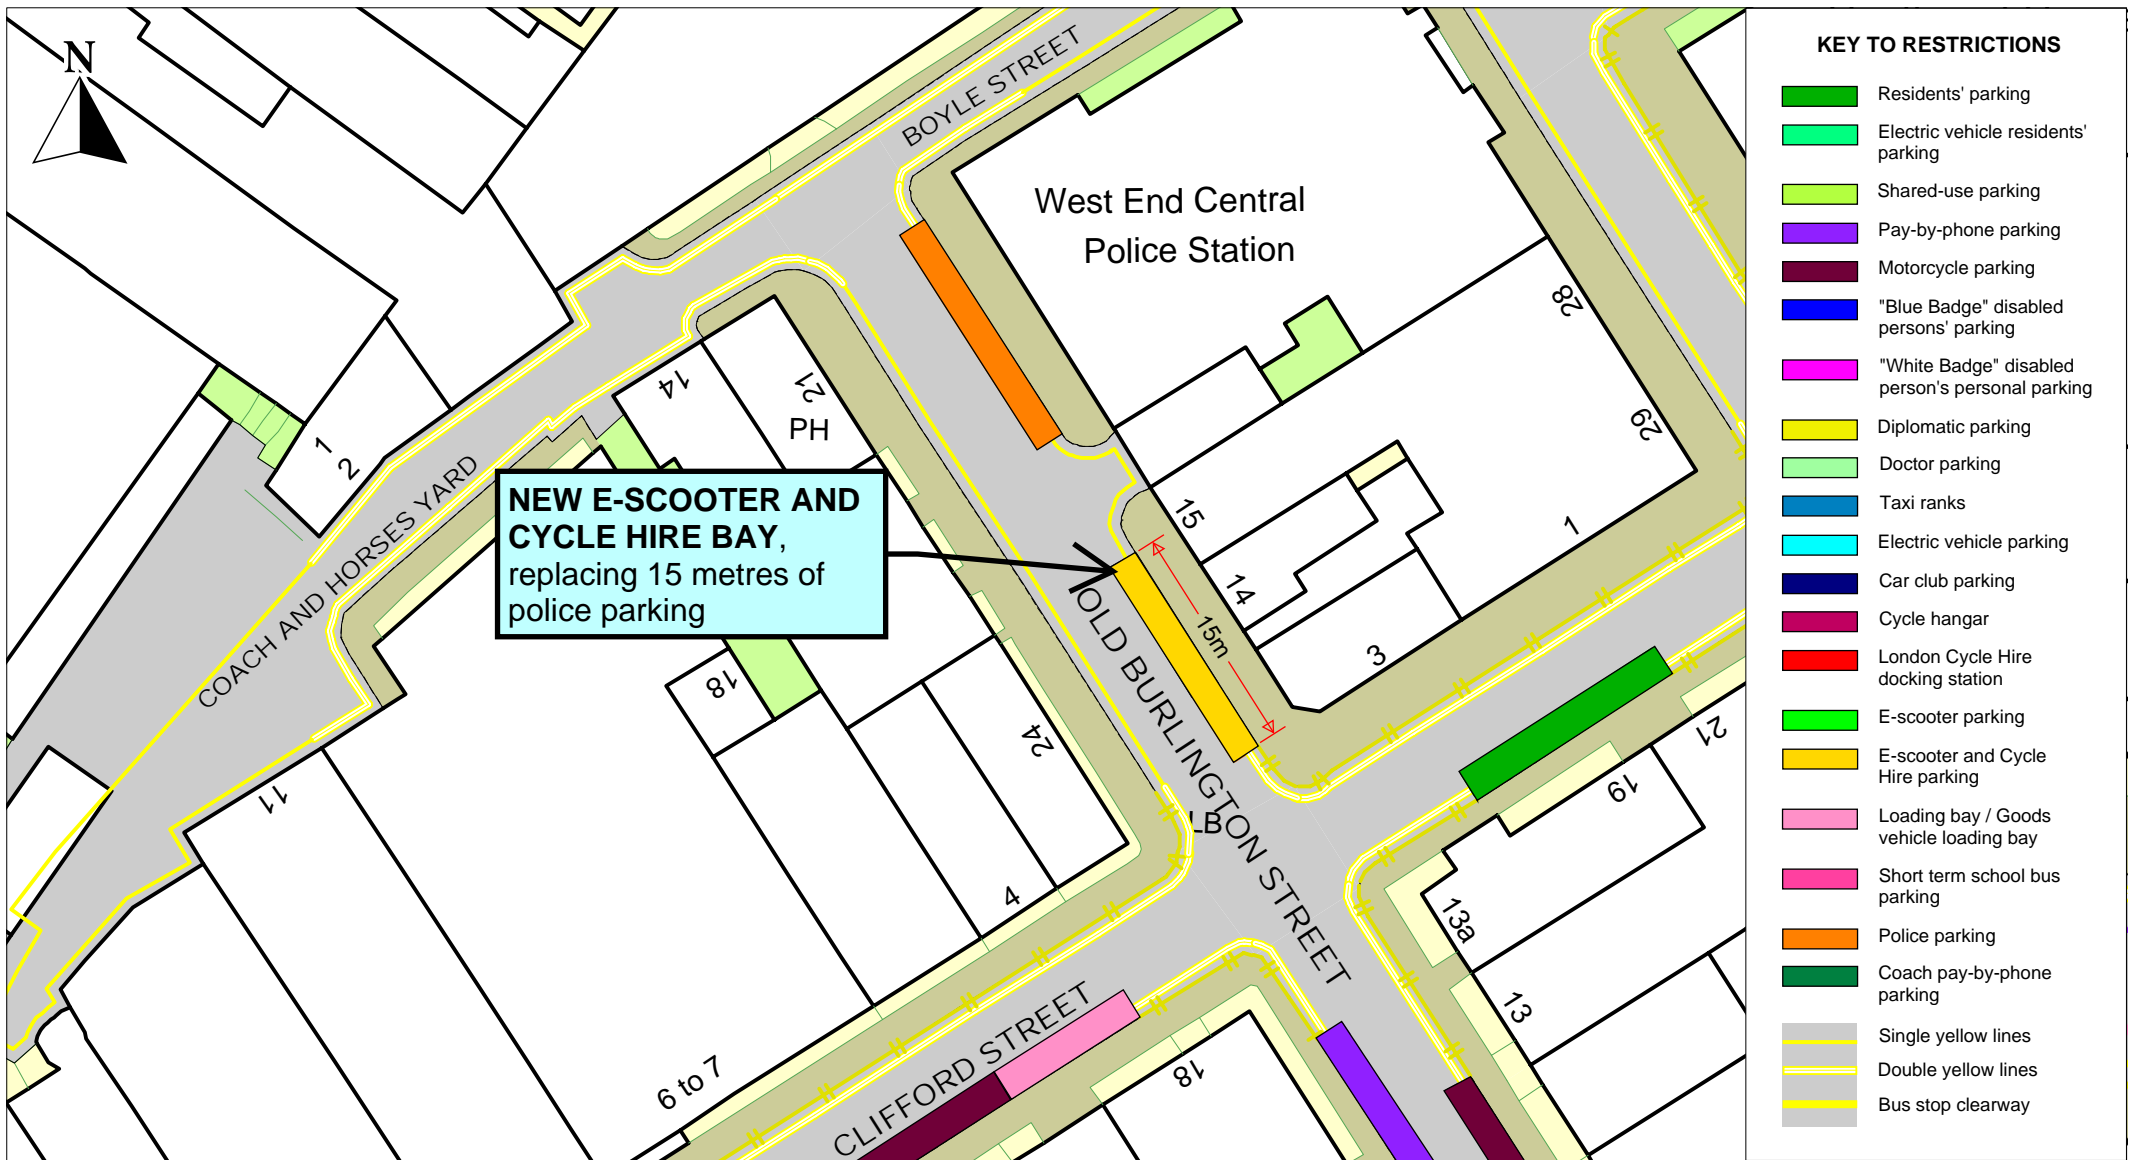 N
BOYLE STREET
West End Central
Police Station
28
29
14
21
PH
1
2
COACH AND HORSES YARD
NEW E-SCOOTER AND
CYCLE HIRE BAY,
replacing 15 metres of
police parking
15
14
1
3
15m
OLD BURLINGTON STREET
18
24
21
19
11
LB
4
13a
13
6 to 7
CLIFFORD STREET
18
KEY TO RESTRICTIONS
Residents' parking
Electric vehicle residents'
parking
Shared-use parking
Pay-by-phone parking
Motorcycle parking
"Blue Badge" disabled
persons' parking
"White Badge" disabled
person's personal parking
Diplomatic parking
Doctor parking
Taxi ranks
Electric vehicle parking
Car club parking
Cycle hangar
London Cycle Hire
docking station
E-scooter parking
E-scooter and Cycle
Hire parking
Loading bay / Goods
vehicle loading bay
Short term school bus
parking
Police parking
Coach pay-by-phone
parking
Single yellow lines
Double yellow lines
Bus stop clearway